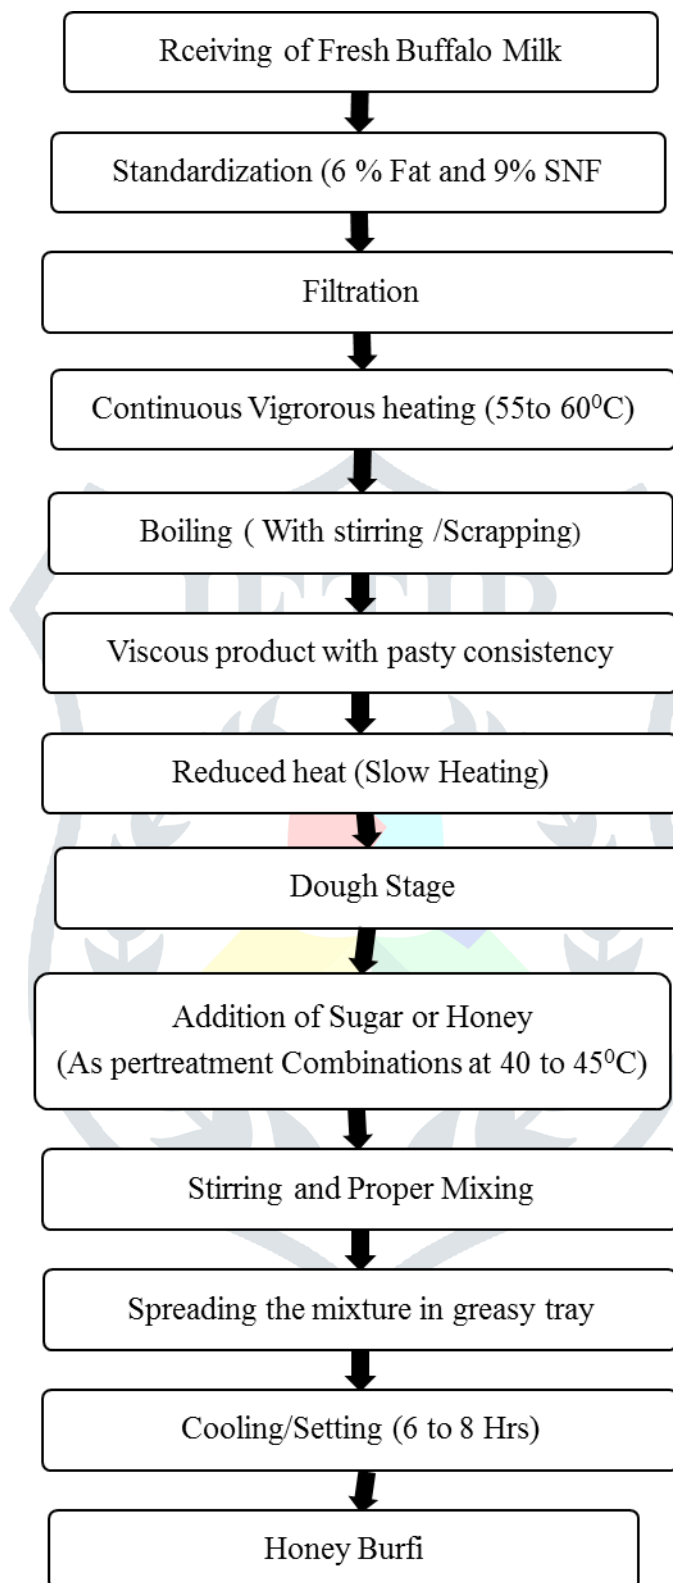 Rceiving of Fresh Buffalo Milk
Standardization (6 % Fat and 9% SNF
Filtration
Continuous Vigrorous heating (55to 60⁰C)
Boiling ( With stirring /Scrapping)
JETIR
Viscous product with pasty consistency
Reduced heat (Slow Heating)
Dough Stage
Addition of Sugar or Honey
(As pertreatment Combinations at 40 to 45⁰C)
Stirring and Proper Mixing
Spreading the mixture in greasy tray
Cooling/Setting (6 to 8 Hrs)
Honey Burfi